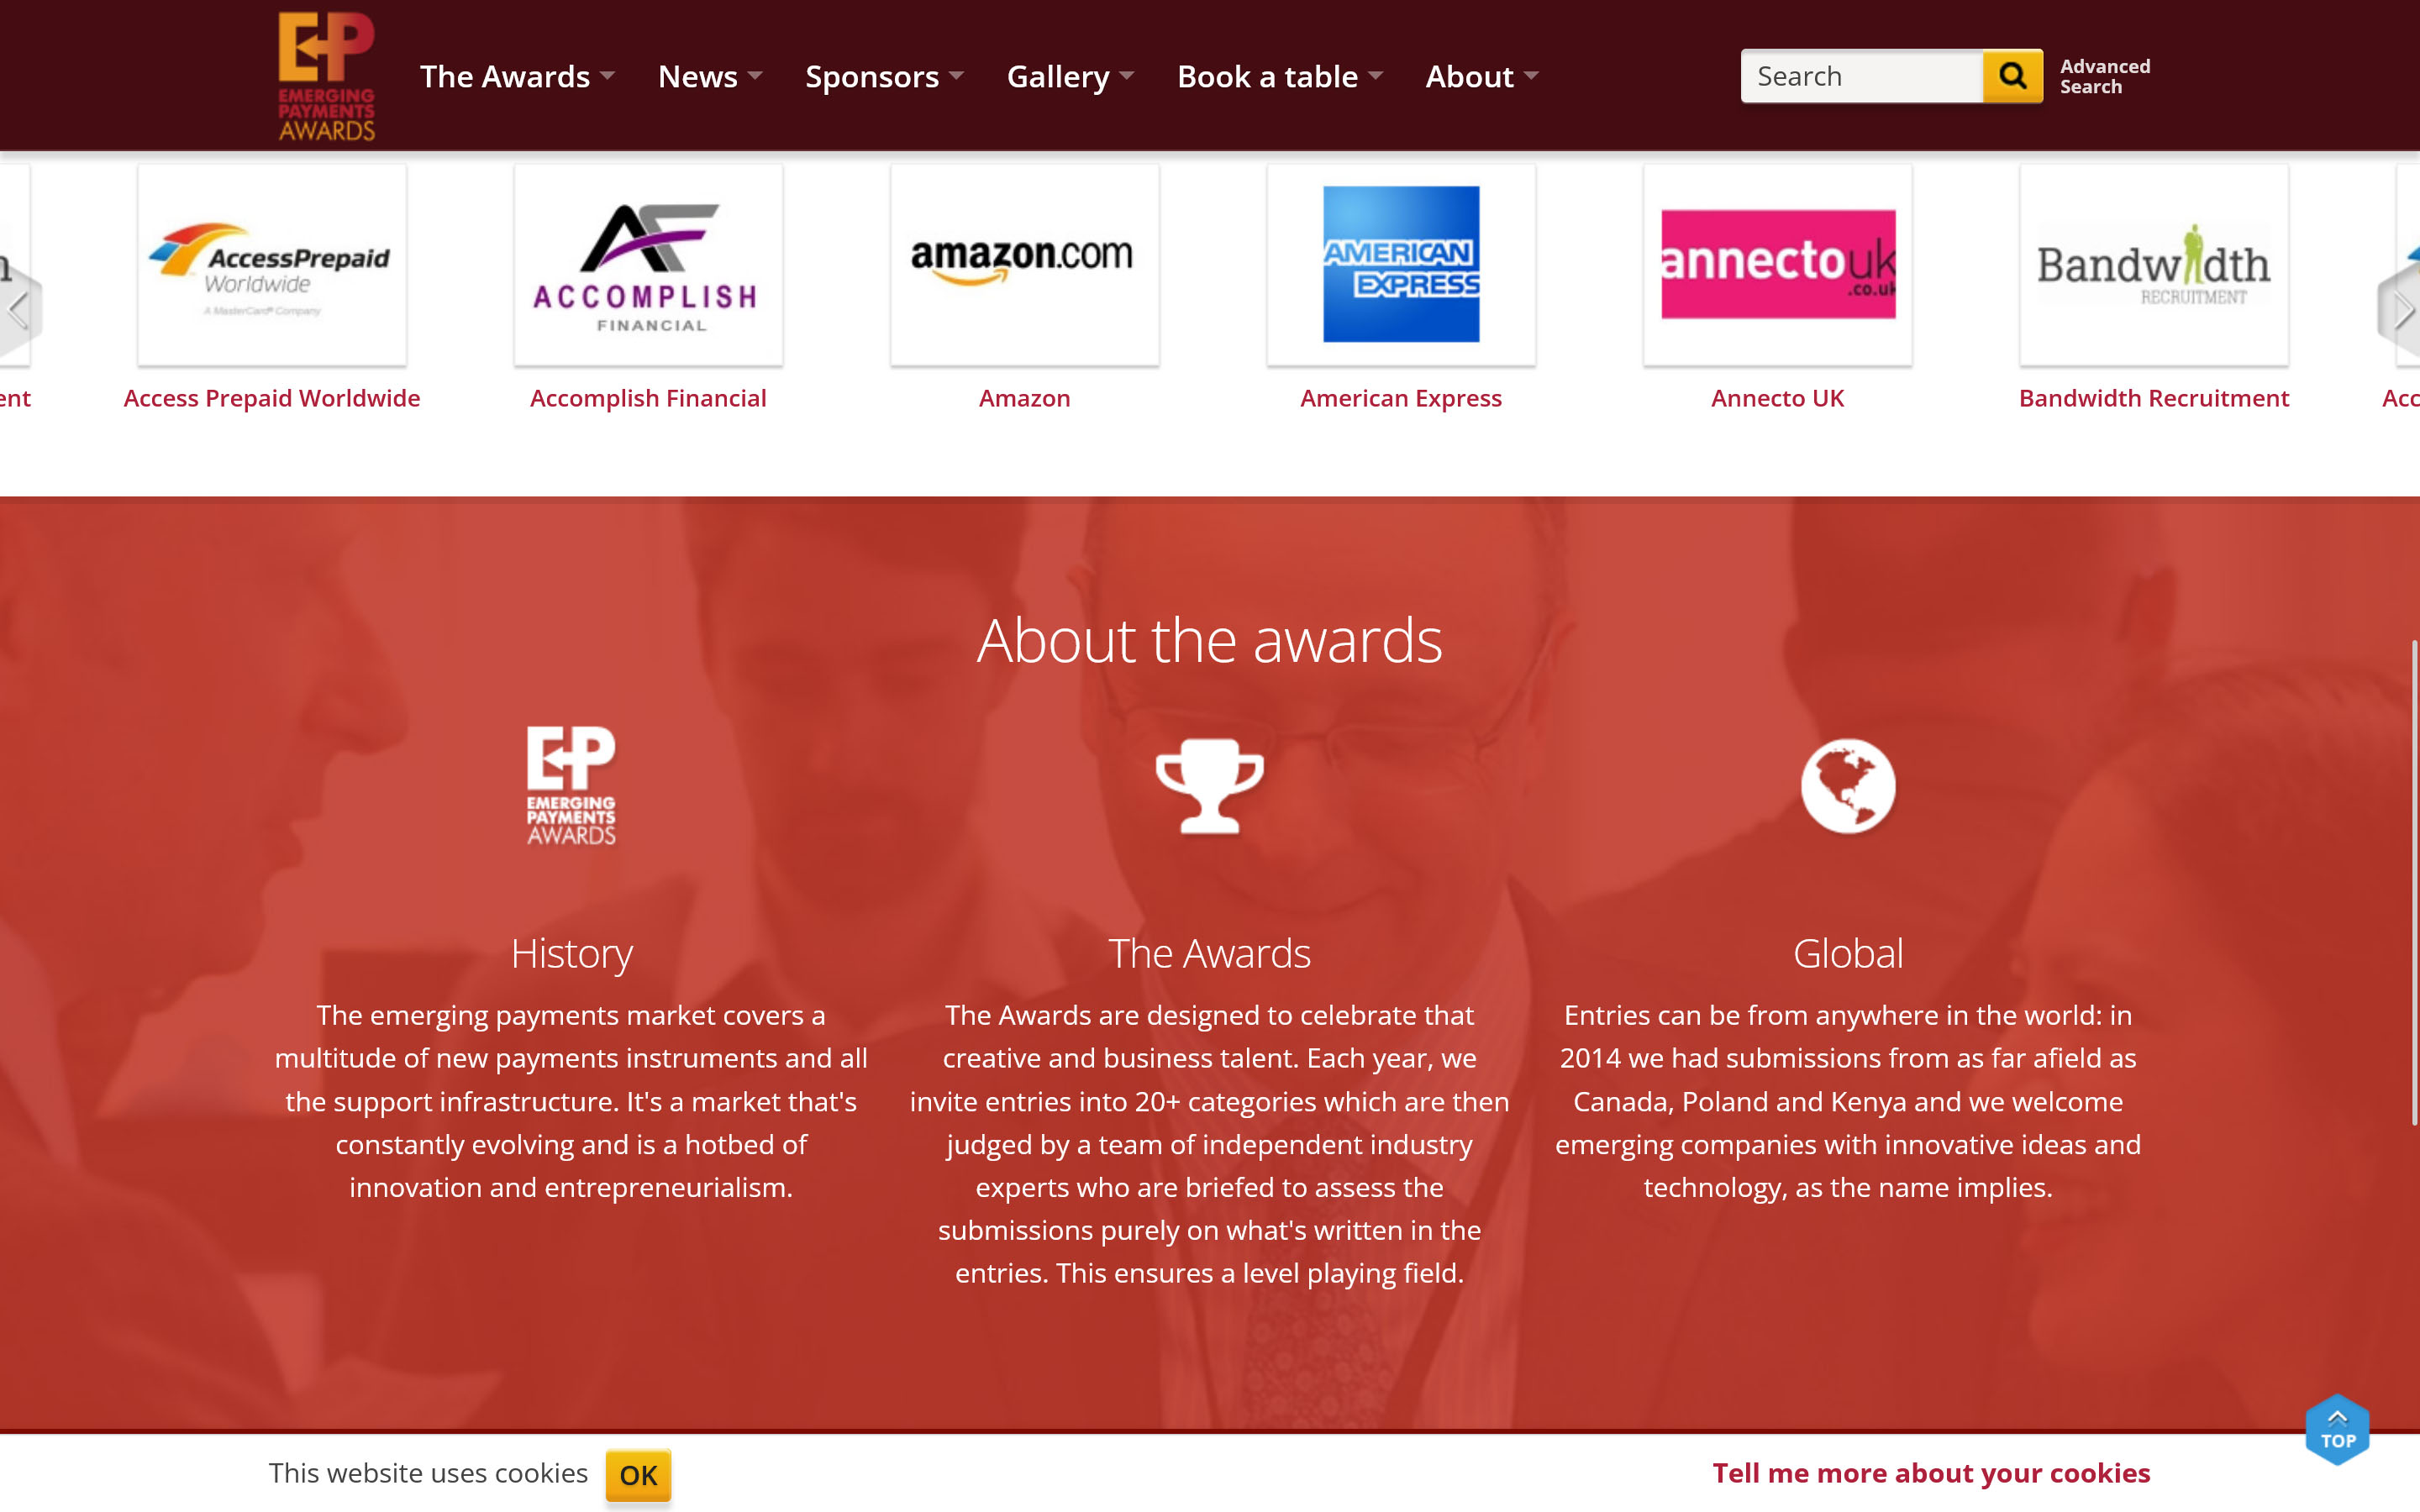 EP
EMERGING
PAYMENTS
AWARDS
The Awards
News
Sponsors
Gallery
Book a table
About
Search
Advanced
Search
AccessPrepaid
Worldwide
A MasterCard® Company
AF
ACCOMPLISH
FINANCIAL
amazon.com
AMERICAN
EXPRESS
annectouk
.co.uk
Bandwidth
RECRUITMENT
ent
Access Prepaid Worldwide
Accomplish Financial
Amazon
American Express
Annecto UK
Bandwidth Recruitment
Acc
About the awards
EP
EMERGING
PAYMENTS
AWARDS
History
The emerging payments market covers a
multitude of new payments instruments and all
the support infrastructure. It's a market that's
constantly evolving and is a hotbed of
innovation and entrepreneurialism.
The Awards
The Awards are designed to celebrate that
creative and business talent. Each year, we
invite entries into 20+ categories which are then
judged by a team of independent industry
experts who are briefed to assess the
submissions purely on what's written in the
entries. This ensures a level playing field.
Global
Entries can be from anywhere in the world: in
2014 we had submissions from as far afield as
Canada, Poland and Kenya and we welcome
emerging companies with innovative ideas and
technology, as the name implies.
TOP
This website uses cookies
OK
Tell me more about your cookies